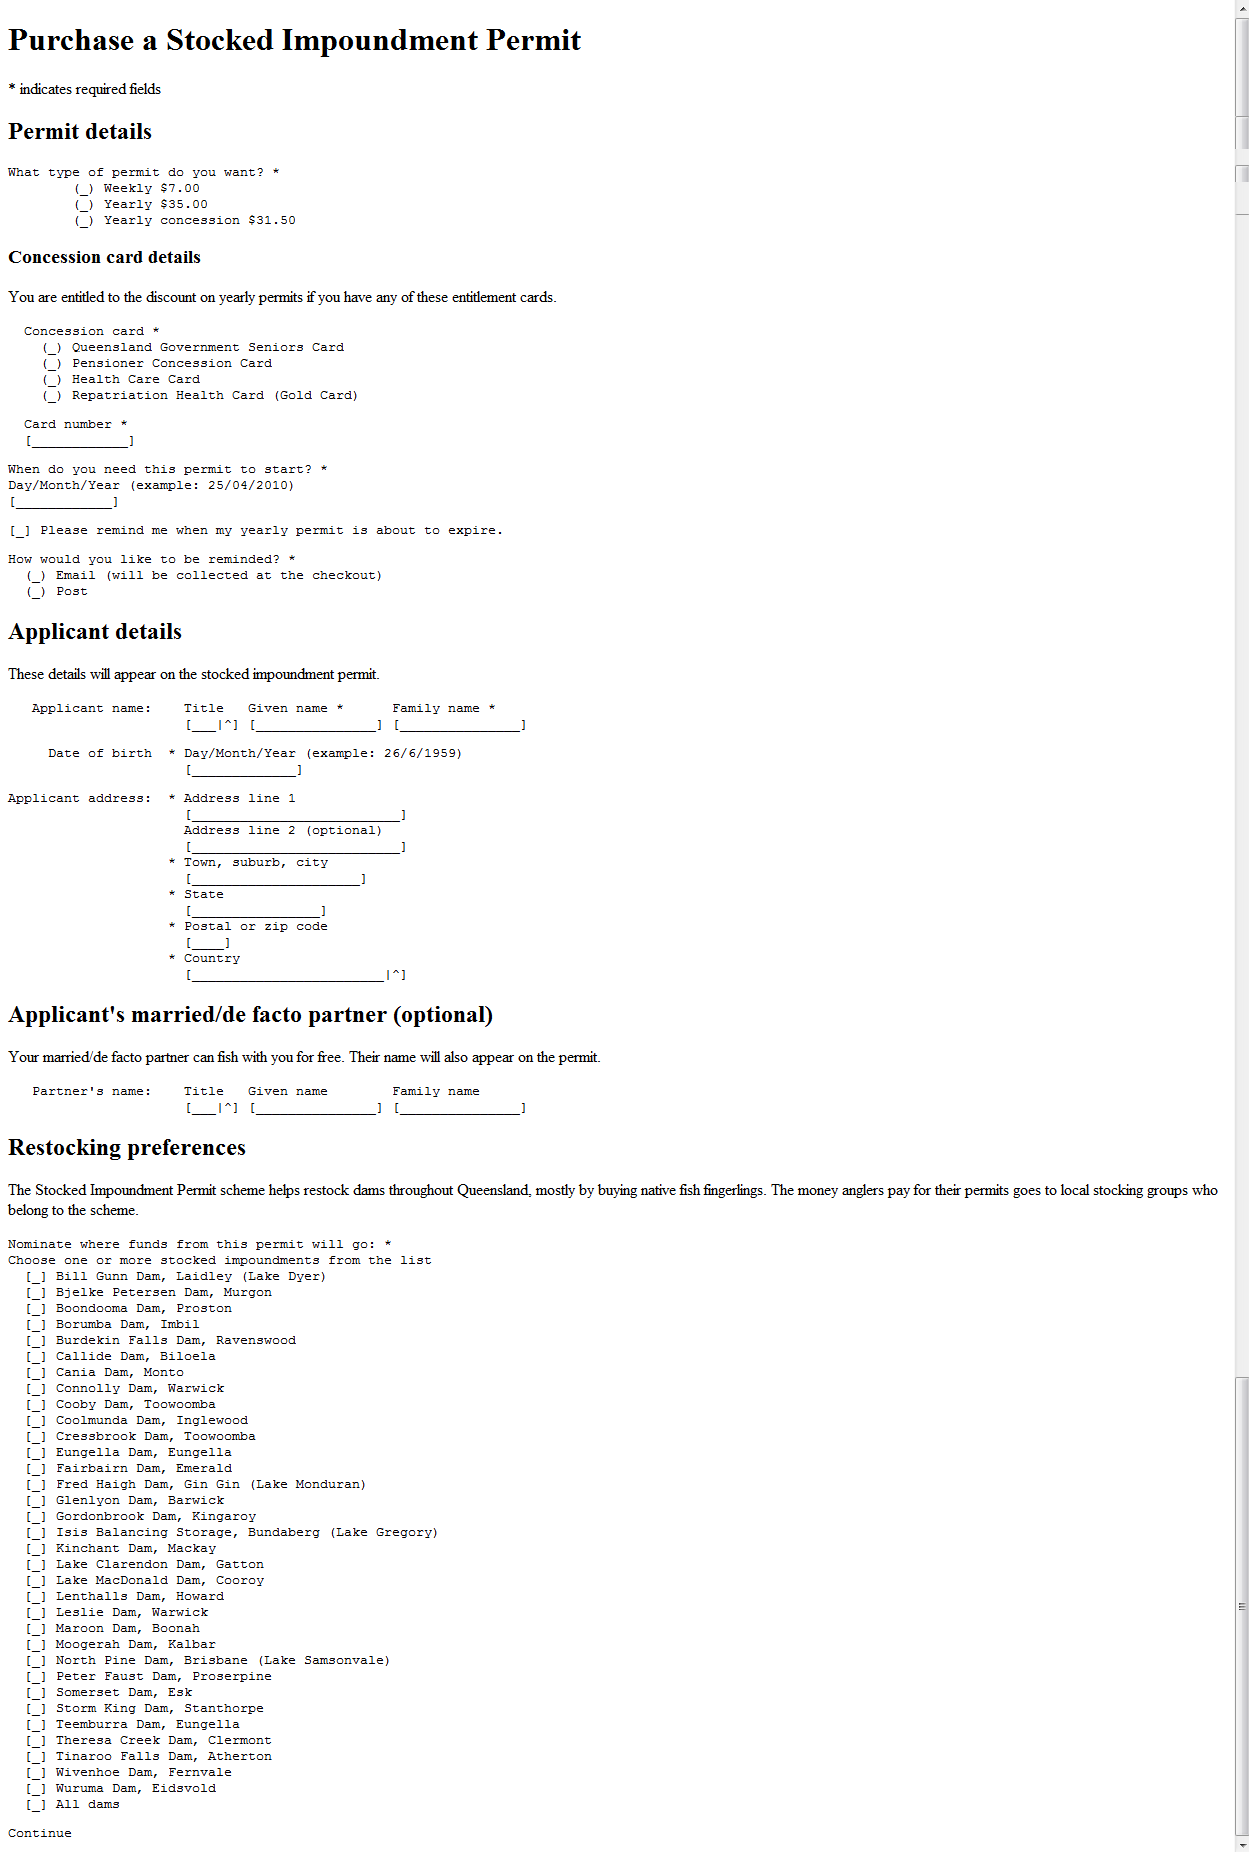 Purchase a Stocked Impoundment Permit
* indicates required fields
Permit details
What type of permit do you want? *
(_) Weekly $7.00
(_) Yearly $35.00
(_) Yearly concession $31.50
Concession card details
You are entitled to the discount on yearly permits if you have any of these entitlement cards.
Concession card *
(_) Queensland Government Seniors Card
(_) Pensioner Concession Card
(_) Health Care Card
(_) Repatriation Health Card (Gold Card)
Card number *
[____________]
When do you need this permit to start? *
Day/Month/Year (example: 25/04/2010)
[____________]
[_] Please remind me when my yearly permit is about to expire.
How would you like to be reminded? *
(_) Email (will be collected at the checkout)
(_) Post
Applicant details
These details will appear on the stocked impoundment permit.
Applicant name: Title Given name * Family name *
[___|^] [_______________] [_______________]
Date of birth * Day/Month/Year (example: 26/6/1959)
[_____________]
Applicant address: * Address line 1
[__________________________]
Address line 2 (optional)
[__________________________]
* Town, suburb, city
[_____________________]
* State
[________________]
* Postal or zip code
[____]
* Country
[________________________|^]
Applicant's married/de facto partner (optional)
Your married/de facto partner can fish with you for free. Their name will also appear on the permit.
Partner's name: Title Given name Family name
[___|^] [_______________] [_______________]
Restocking preferences
The Stocked Impoundment Permit scheme helps restock dams throughout Queensland, mostly by buying native fish fingerlings. The money anglers pay for their permits goes to local stocking groups who
belong to the scheme.
Nominate where funds from this permit will go: *
Choose one or more stocked impoundments from the list
[_] Bill Gunn Dam, Laidley (Lake Dyer)
[_] Bjelke Petersen Dam, Murgon
[_] Boondooma Dam, Proston
[_] Borumba Dam, Imbil
[_] Burdekin Falls Dam, Ravenswood
[_] Callide Dam, Biloela
[_] Cania Dam, Monto
[_] Connolly Dam, Warwick
[_] Cooby Dam, Toowoomba
[_] Coolmunda Dam, Inglewood
[_] Cressbrook Dam, Toowoomba
[_] Eungella Dam, Eungella
[_] Fairbairn Dam, Emerald
[_] Fred Haigh Dam, Gin Gin (Lake Monduran)
[_] Glenlyon Dam, Barwick
[_] Gordonbrook Dam, Kingaroy
[_] Isis Balancing Storage, Bundaberg (Lake Gregory)
[_] Kinchant Dam, Mackay
[_] Lake Clarendon Dam, Gatton
[_] Lake MacDonald Dam, Cooroy
[_] Lenthalls Dam, Howard
[_] Leslie Dam, Warwick
[_] Maroon Dam, Boonah
[_] Moogerah Dam, Kalbar
[_] North Pine Dam, Brisbane (Lake Samsonvale)
[_] Peter Faust Dam, Proserpine
[_] Somerset Dam, Esk
[_] Storm King Dam, Stanthorpe
[_] Teemburra Dam, Eungella
[_] Theresa Creek Dam, Clermont
[_] Tinaroo Falls Dam, Atherton
[_] Wivenhoe Dam, Fernvale
[_] Wuruma Dam, Eidsvold
[_] All dams
Continue